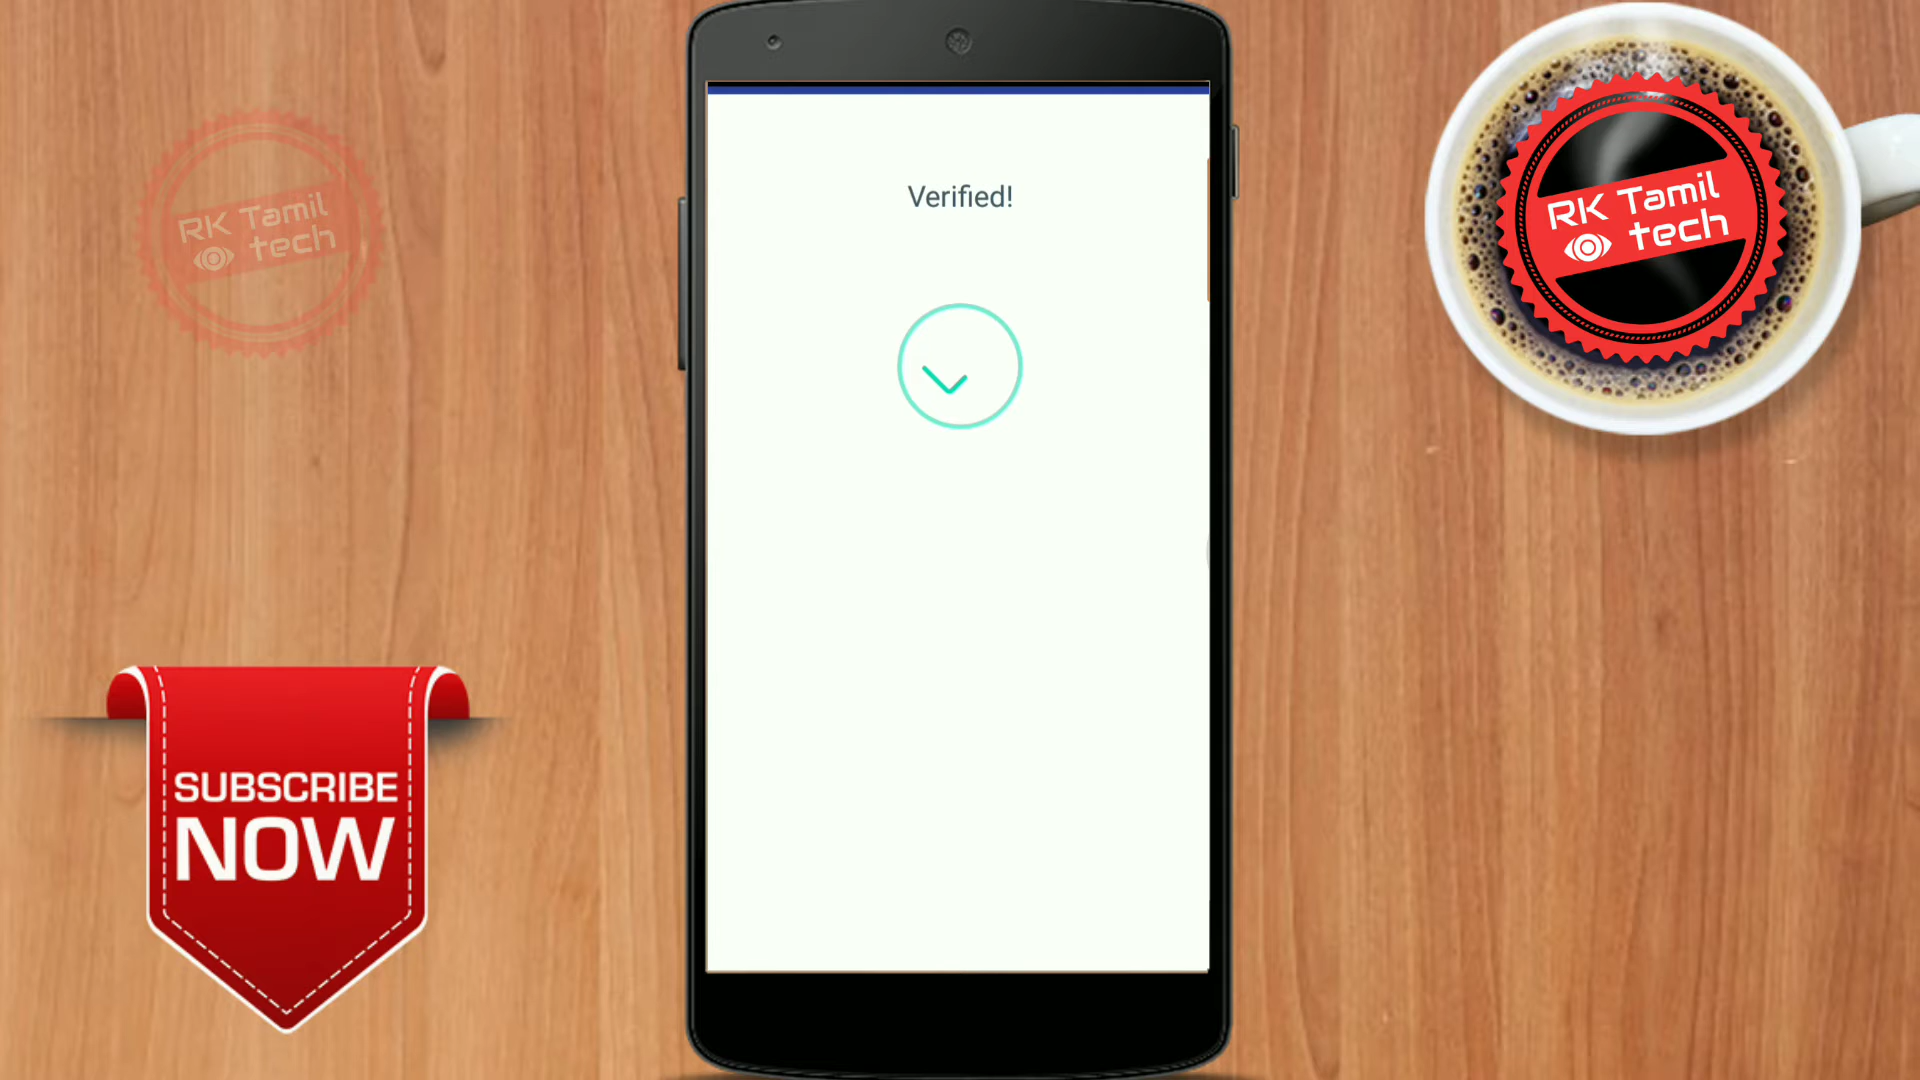 Verified!
RK Tamil
tech
RK Tamil
tech
SUBSCRIBE
NOW